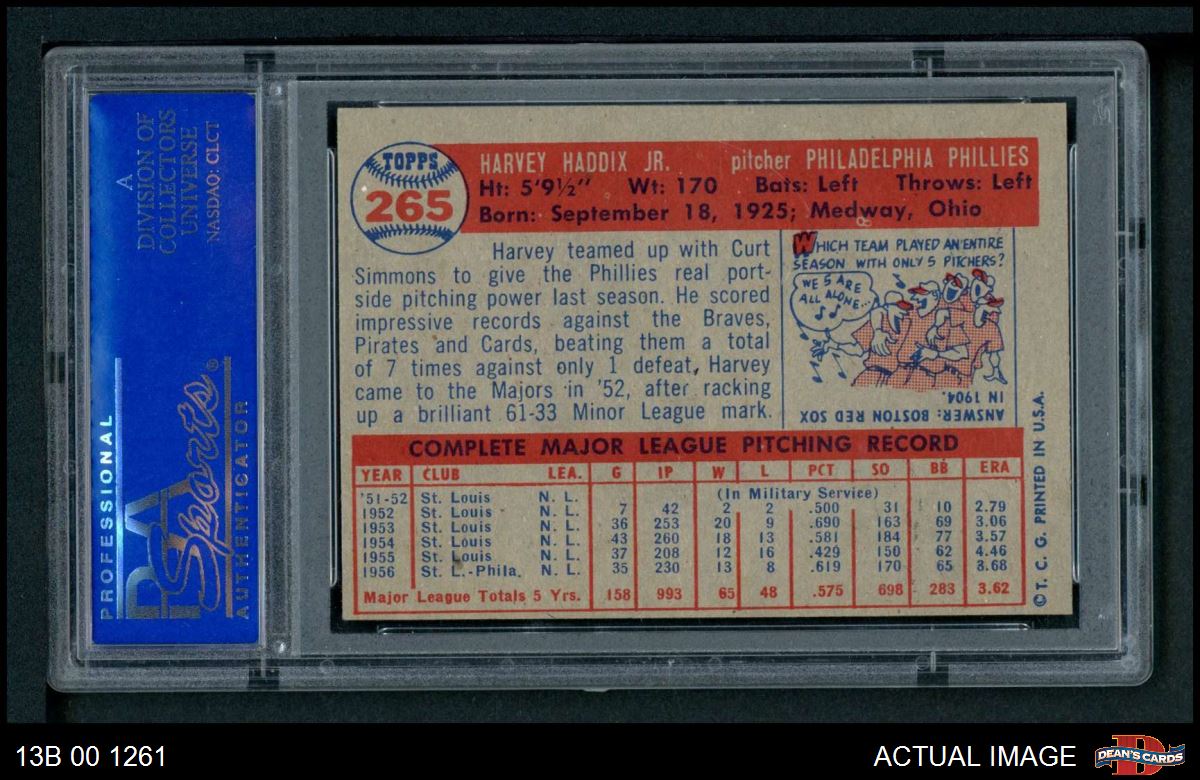 A
DIVISION OF
COLLECTORS
UNIVERSE
NASDAQ: CLCT
PROFESSIONAL
PSA
Sports®
AUTHENTICATOR
TOPPS
265
HARVEY HADDIX JR. pitcher PHILADELPHIA PHILLIES
Ht: 5'9½" Wt: 170 Bats: Left Throws: Left
Born: September 18, 1925; Medway, Ohio
Harvey teamed up with Curt
Simmons to give the Phillies real port-
side pitching power last season. He scored
impressive records against the Braves,
Pirates and Cards, beating them a total
of 7 times against only 1 defeat, Harvey
came to the Majors in '52, after racking
up a brilliant 61-33 Minor League mark.
WHICH TEAM PLAYED AN ENTIRE
SEASON WITH ONLY 5 PITCHERS?
WE 5 ARE
ALL ALONE...
ANSWER: BOSTON RED SOX
IN 1904.
COMPLETE MAJOR LEAGUE PITCHING RECORD
YEAR CLUB LEA. G IP W L PCT SO BB ERA
'51-52 St. Louis N. L. (In Military Service)
1952 St. Louis N. L. 7 42 2 2 .500 31 10 2.79
1953 St. Louis N. L. 36 253 20 9 .690 163 69 3.06
1954 St. Louis N. L. 43 260 18 13 .581 184 77 3.57
1955 St. Louis N. L. 37 208 12 16 .429 150 62 4.46
1956 St. L.-Phila. N. L. 35 230 13 8 .619 170 65 3.68
Major League Totals 5 Yrs. 158 993 65 48 .575 698 283 3.62
© T. C. G. PRINTED IN U.S.A.
13B 00 1261
ACTUAL IMAGE
D
DEAN'S CARDS